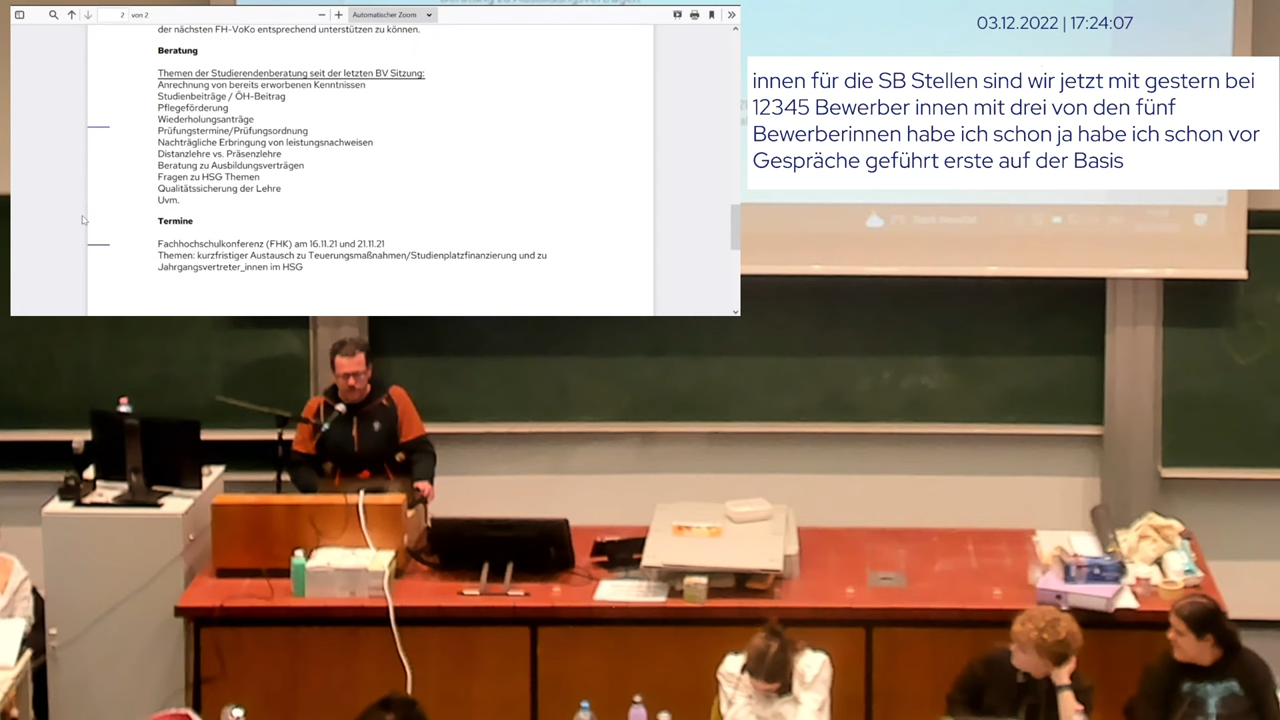 2 von 2
Automatischer Zoom
03.12.2022 | 17:24:07
der nächsten FH-VoKo entsprechend unterstützen zu können.
Beratung
Themen der Studierendenberatung seit der letzten BV Sitzung:
Anrechnung von bereits erworbenen Kenntnissen
Studienbeiträge / ÖH-Beitrag
Pflegeförderung
Wiederholungsanträge
Prüfungstermine/Prüfungsordnung
Nachträgliche Erbringung von leistungsnachweisen
Distanzlehre vs. Präsenzlehre
Beratung zu Ausbildungsverträgen
Fragen zu HSG Themen
Qualitätssicherung der Lehre
Uvm.
Termine
Fachhochschulkonferenz (FHK) am 16.11.21 und 21.11.21
Themen: kurzfristiger Austausch zu Teuerungsmaßnahmen/Studienplatzfinanzierung und zu
Jahrgangsvertreter_innen im HSG
innen für die SB Stellen sind wir jetzt mit gestern bei
12345 Bewerber innen mit drei von den fünf
Bewerberinnen habe ich schon ja habe ich schon vor
Gespräche geführt erste auf der Basis